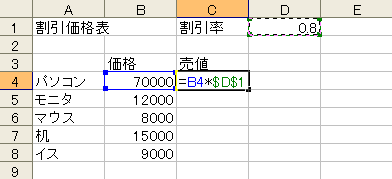 A B C D E
1 割引価格表 割引率 0.8
2
3 価格 売値
4 パソコン 70000 =B4*$D$1
5 モニタ 12000
6 マウス 8000
7 机 15000
8 イス 9000